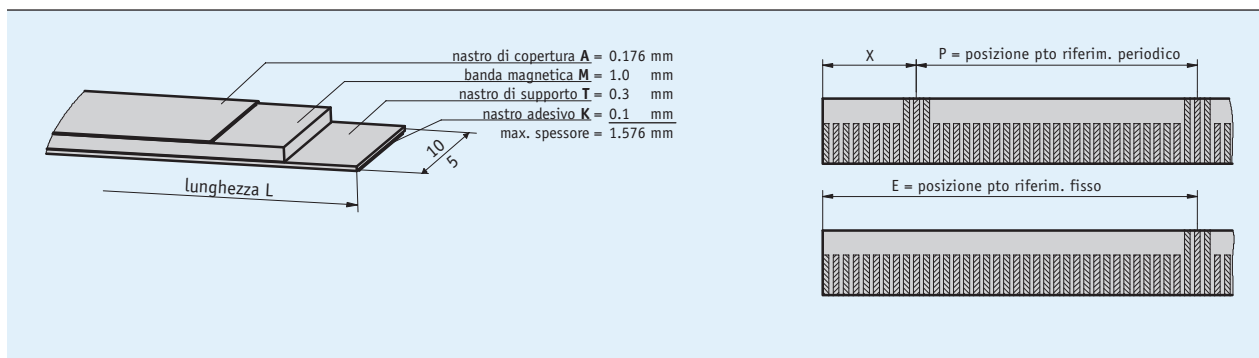 nastro di copertura A = 0.176 mm
banda magnetica M = 1.0 mm
nastro di supporto T = 0.3 mm
nastro adesivo K = 0.1 mm
max. spessore = 1.576 mm
10
5
lunghezza L
X
P = posizione pto riferim. periodico
E = posizione pto riferim. fisso